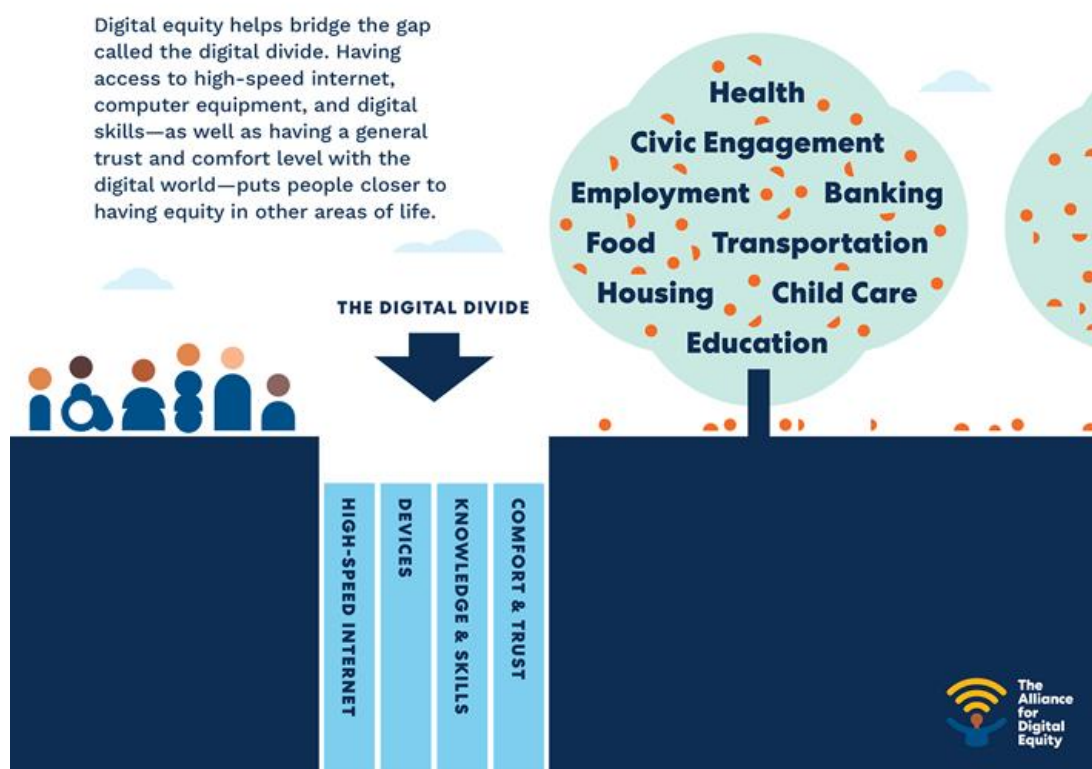 Digital equity helps bridge the gap
called the digital divide. Having
access to high-speed internet,
computer equipment, and digital
skills—as well as having a general
trust and comfort level with the
digital world—puts people closer to
having equity in other areas of life.
THE DIGITAL DIVIDE
Health
Civic Engagement
Employment Banking
Food Transportation
Housing Child Care
Education
HIGH-SPEED INTERNET
DEVICES
KNOWLEDGE & SKILLS
COMFORT & TRUST
The
Alliance
for
Digital
Equity